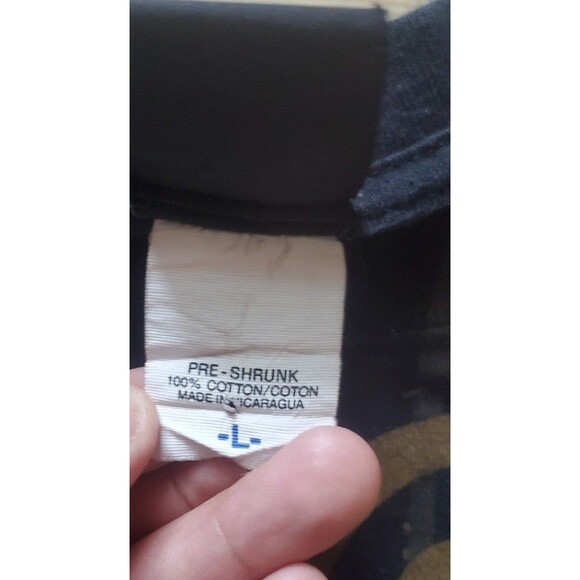 PRE-SHRUNK
100% COTTON/COTON
MADE IN NICARAGUA
-L-